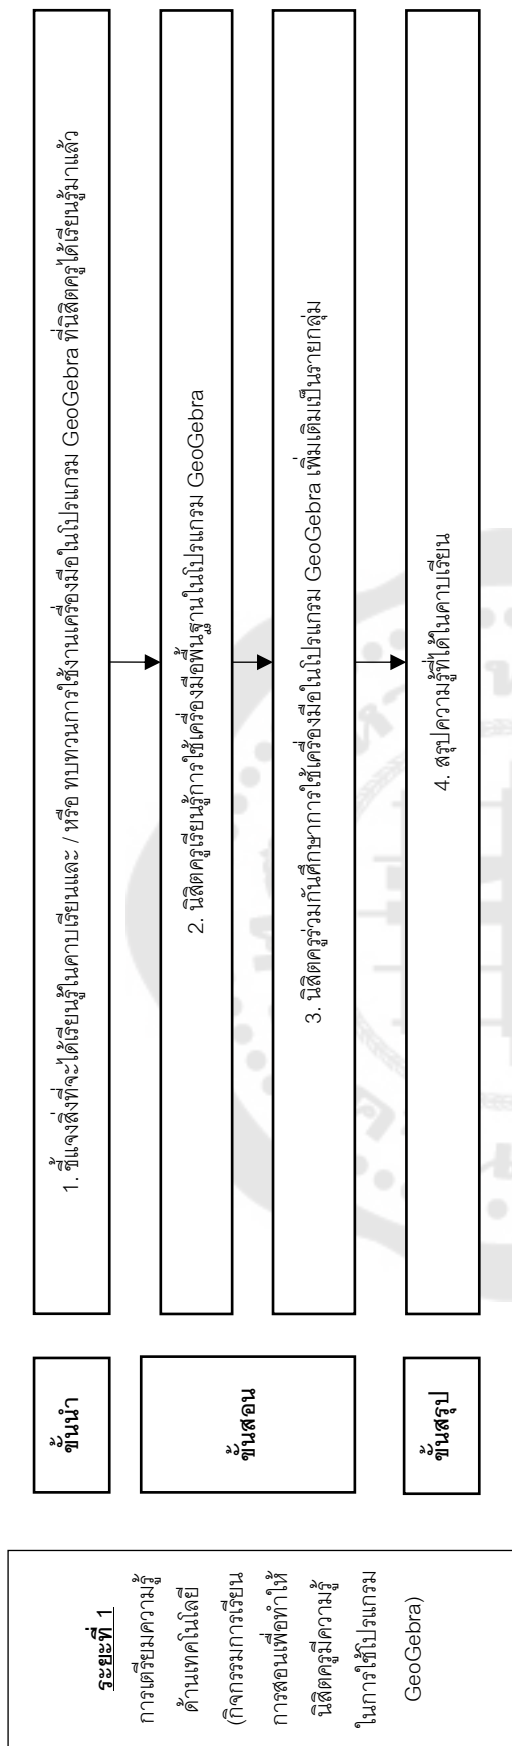 ระยะที่ 1
การเตรียมความรู้
ด้านเทคโนโลยี
(กิจกรรมการเรียน
การสอนเพื่อทำให้
นิสิตครูมีความรู้
ในการใช้โปรแกรม
GeoGebra)
ขั้นนำ
1. ชี้แจงสิ่งที่จะได้เรียนรู้ในคาบเรียนและ / หรือ ทบทวนการใช้งานเครื่องมือในโปรแกรม GeoGebra ที่นิสิตครูได้เรียนรู้มาแล้ว
ขั้นสอน
2. นิสิตครูเรียนรู้การใช้เครื่องมือพื้นฐานในโปรแกรม GeoGebra
3. นิสิตครูร่วมกันศึกษาการใช้เครื่องมือในโปรแกรม GeoGebra เพิ่มเติมเป็นรายกลุ่ม
ขั้นสรุป
4. สรุปความรู้ที่ได้ในคาบเรียน